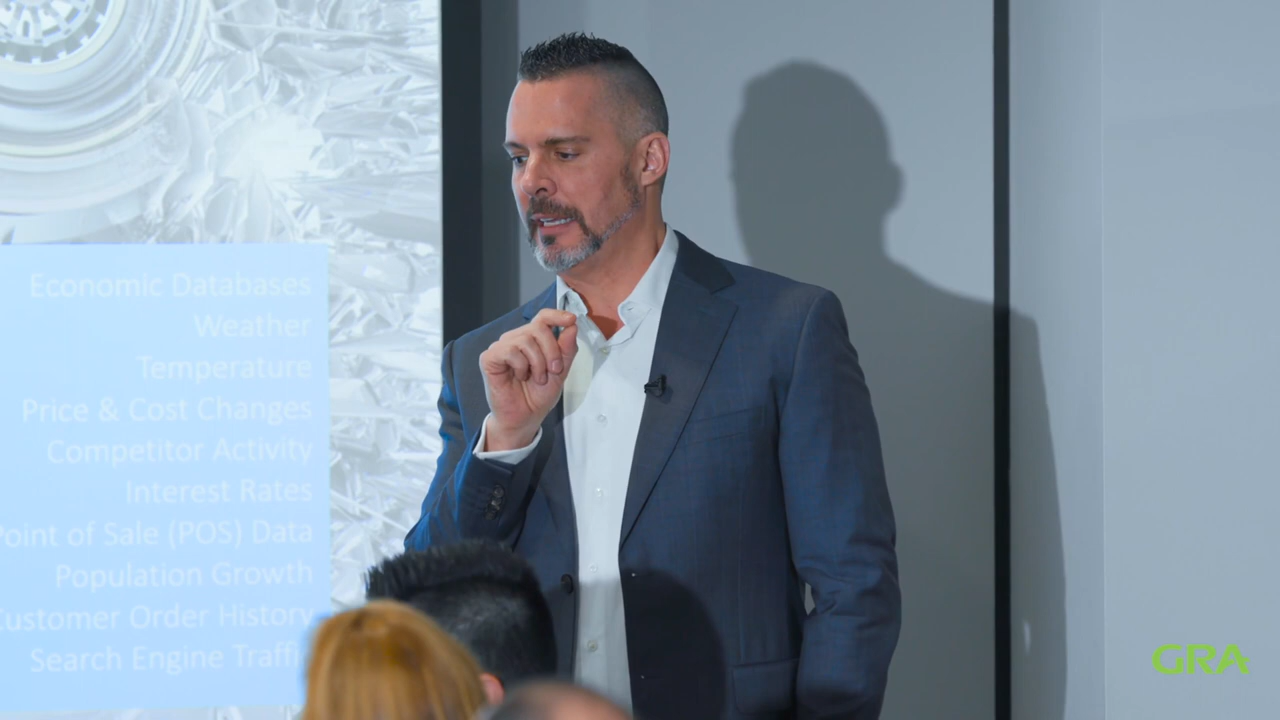 Economic Databases
Weather
Temperature
Price & Cost Changes
Competitor Activity
Interest Rates
Point of Sale (POS) Data
Population Growth
Customer Order History
Search Engine Traffi
GRA